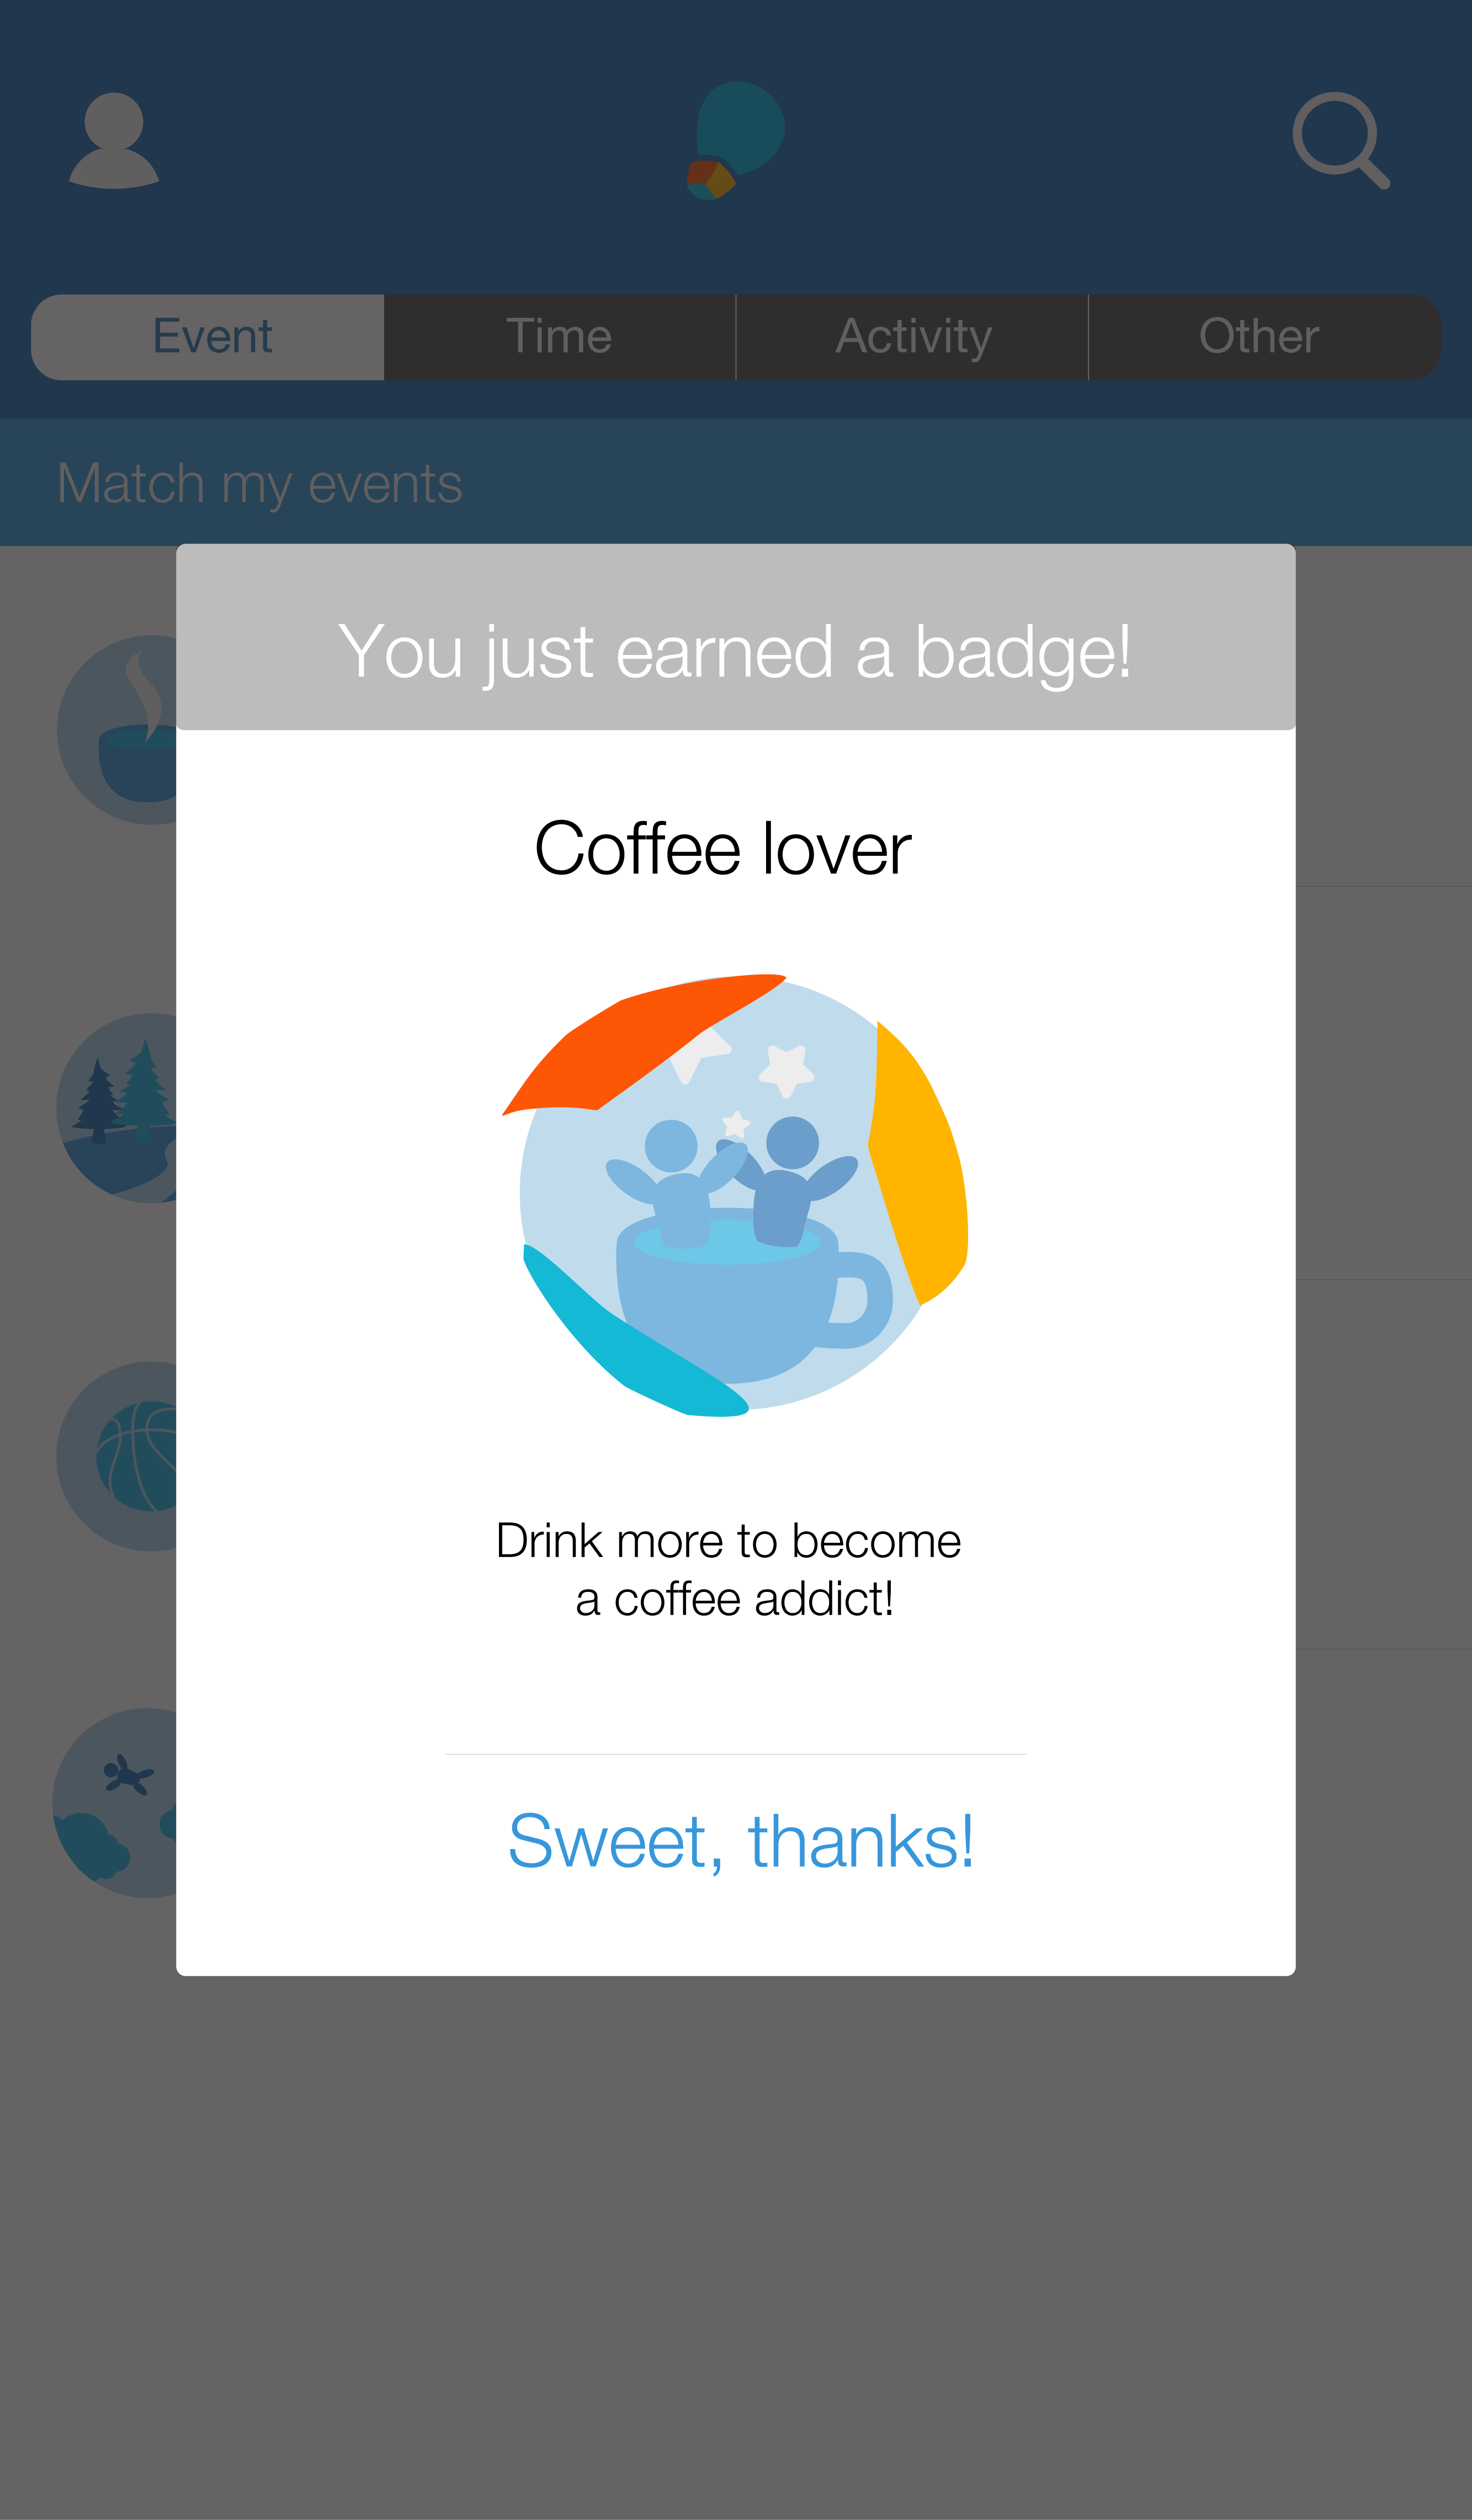 Event Time Activity Other
Match my events
You just earned a badge!
Coffee lover
Drink more to become
a coffee addict!
Sweet, thanks!